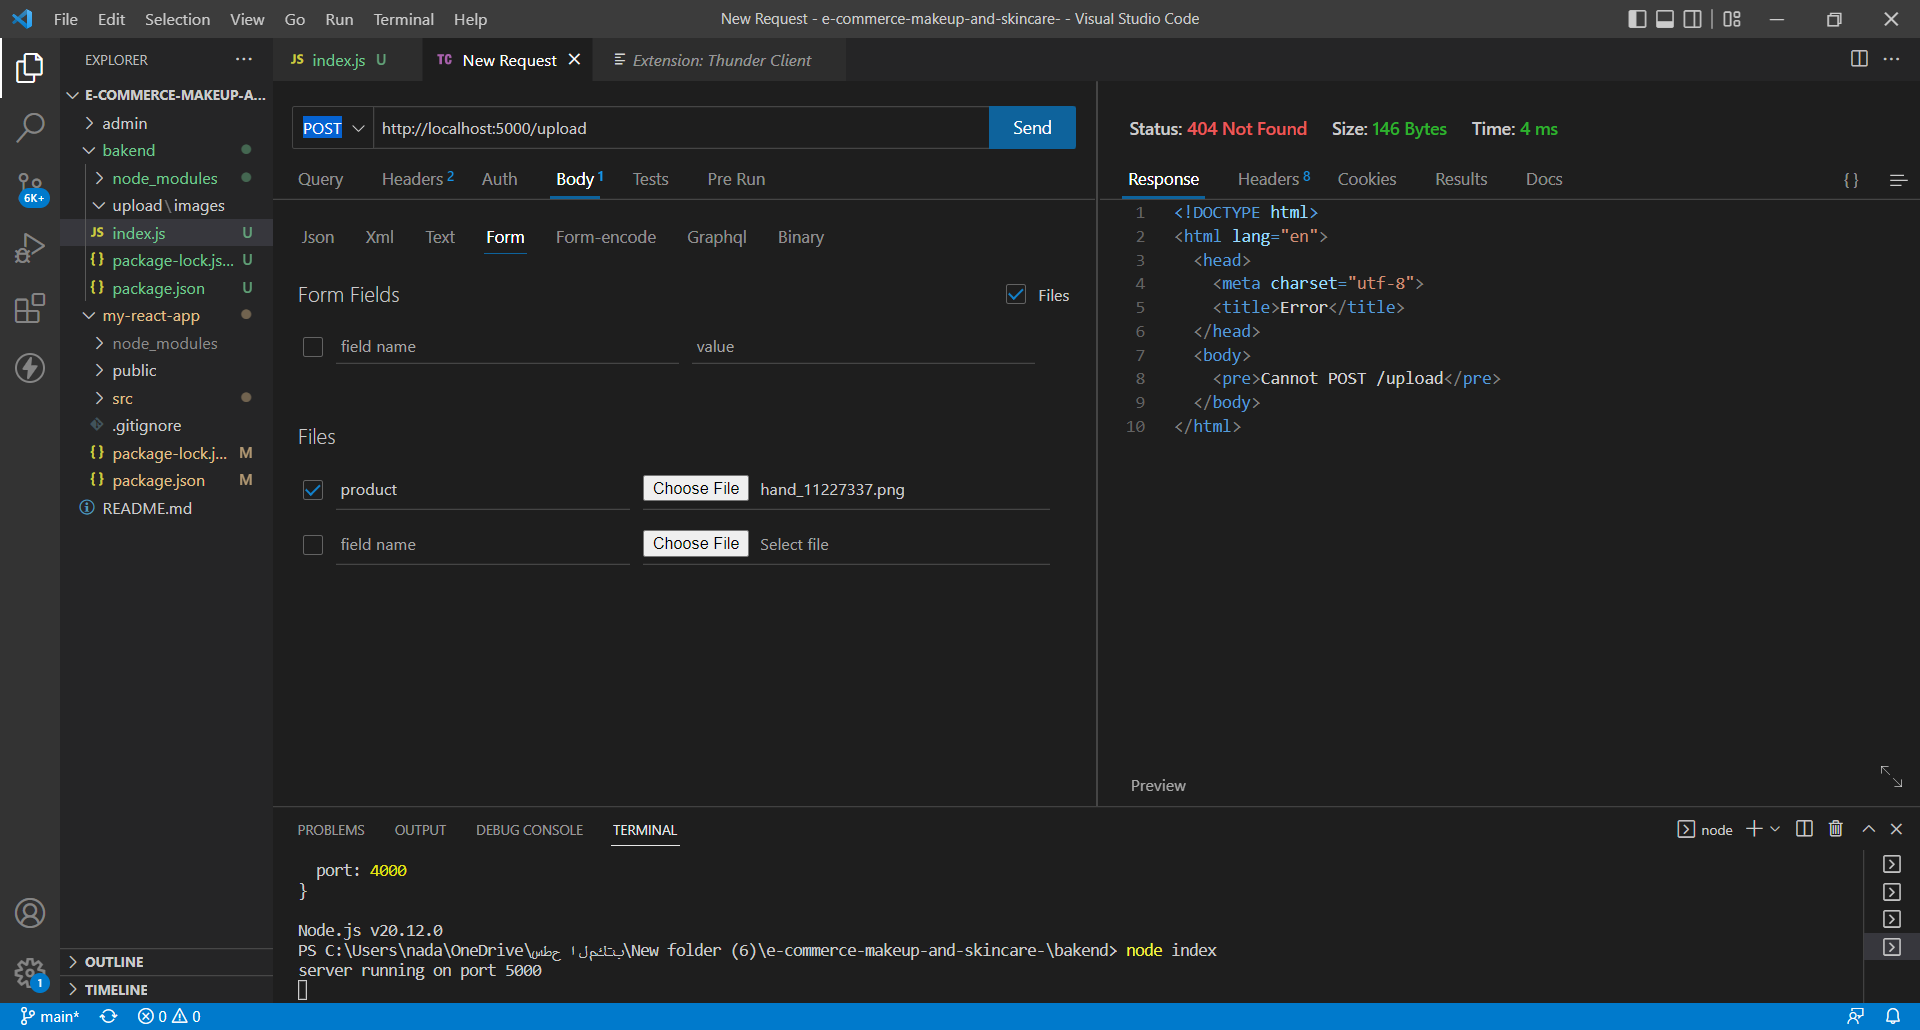 File Edit Selection View Go Run Terminal Help
New Request - e-commerce-makeup-and-skincare- - Visual Studio Code
EXPLORER
E-COMMERCE-MAKEUP-A...
admin
bakend
node_modules
upload\images
JS index.js U
{} package-lock.js... U
{} package.json U
my-react-app
node_modules
public
src
.gitignore
{} package-lock.j... M
{} package.json M
README.md
OUTLINE
TIMELINE
6K+
1
JS index.js U
TC New Request
Extension: Thunder Client
POST http://localhost:5000/upload Send
Query Headers 2 Auth Body 1 Tests Pre Run
Json Xml Text Form Form-encode Graphql Binary
Form Fields Files
field name value
Files
product Choose File hand_11227337.png
field name Choose File Select file
Status: 404 Not Found Size: 146 Bytes Time: 4 ms
Response Headers 8 Cookies Results Docs {}
1 <!DOCTYPE html>
2 <html lang="en">
3 <head>
4 <meta charset="utf-8">
5 <title>Error</title>
6 </head>
7 <body>
8 <pre>Cannot POST /upload</pre>
9 </body>
10 </html>
Preview
PROBLEMS OUTPUT DEBUG CONSOLE TERMINAL
node
port: 4000
}
Node.js v20.12.0
PS C:\Users\nada\OneDrive\سطح المكتب\New folder (6)\e-commerce-makeup-and-skincare-\bakend> node index
server running on port 5000
main* 0 0